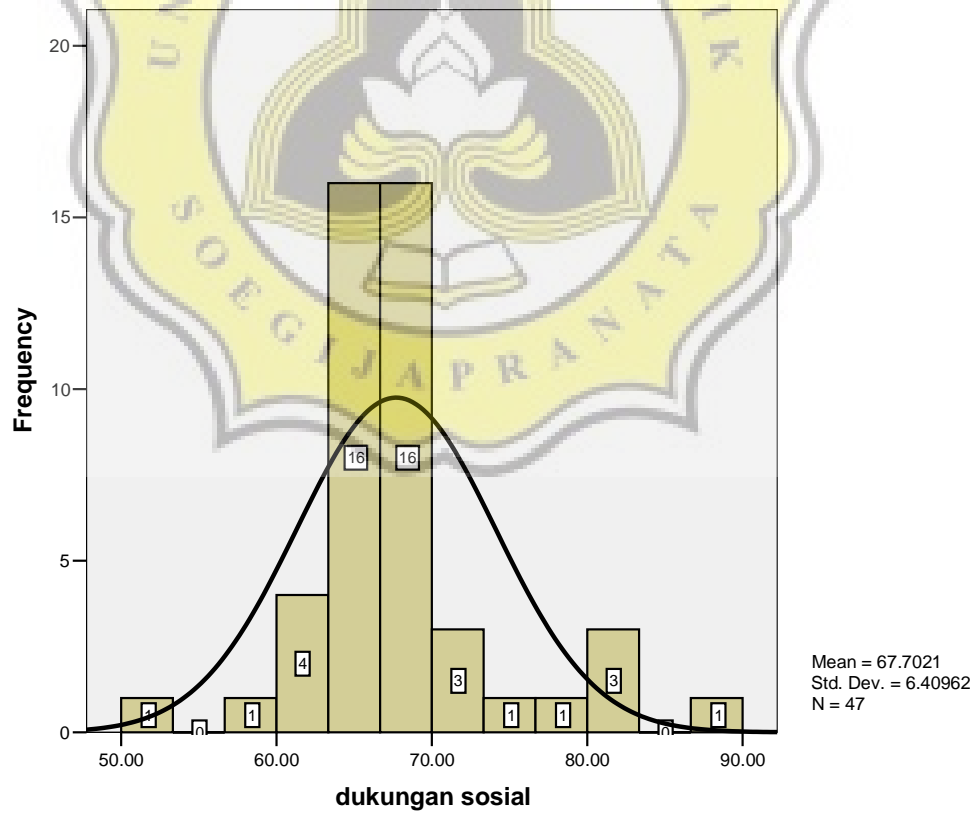 20
15
10
5
0
Frequency
SOEGIJAPRANATA
1
0
1
4
16
16
3
1
1
3
0
1
50.00 60.00 70.00 80.00 90.00
dukungan sosial
Mean = 67.7021
Std. Dev. = 6.40962
N = 47